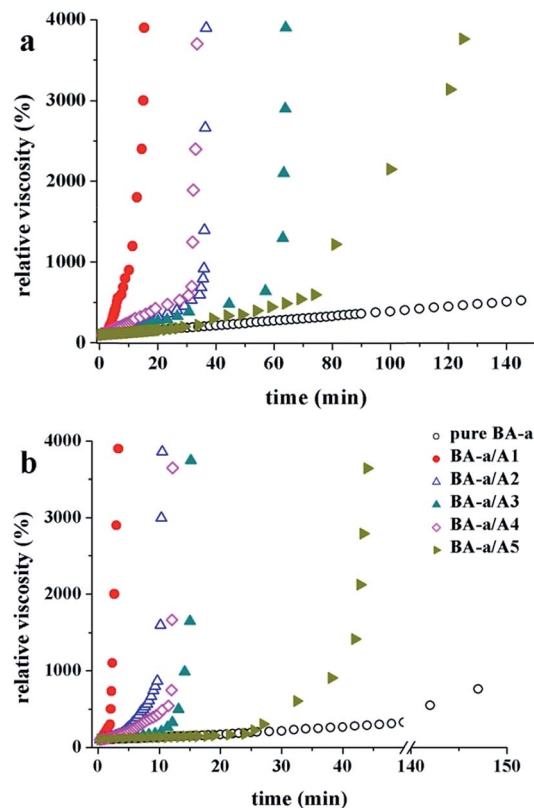 a
4000
3000
2000
1000
0
relative viscosity (%)
0 20 40 60 80 100 120 140
time (min)
b
4000
3000
2000
1000
0
relative viscosity (%)
pure BA-a
BA-a/A1
BA-a/A2
BA-a/A3
BA-a/A4
BA-a/A5
0 10 20 30 40 140 150
time (min)